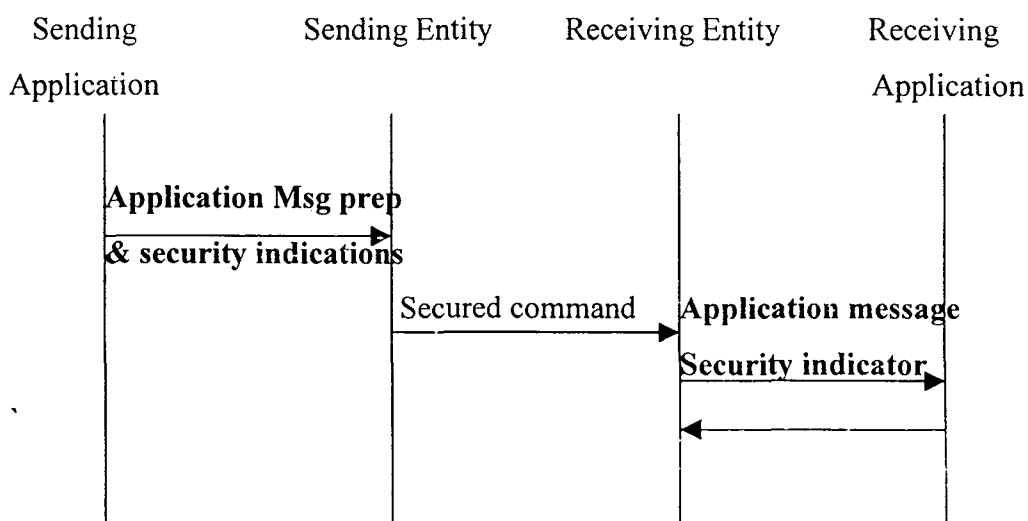 Sending
Application
Sending Entity
Receiving Entity
Receiving
Application
Application Msg prep
& security indications
Secured command
Application message
Security indicator